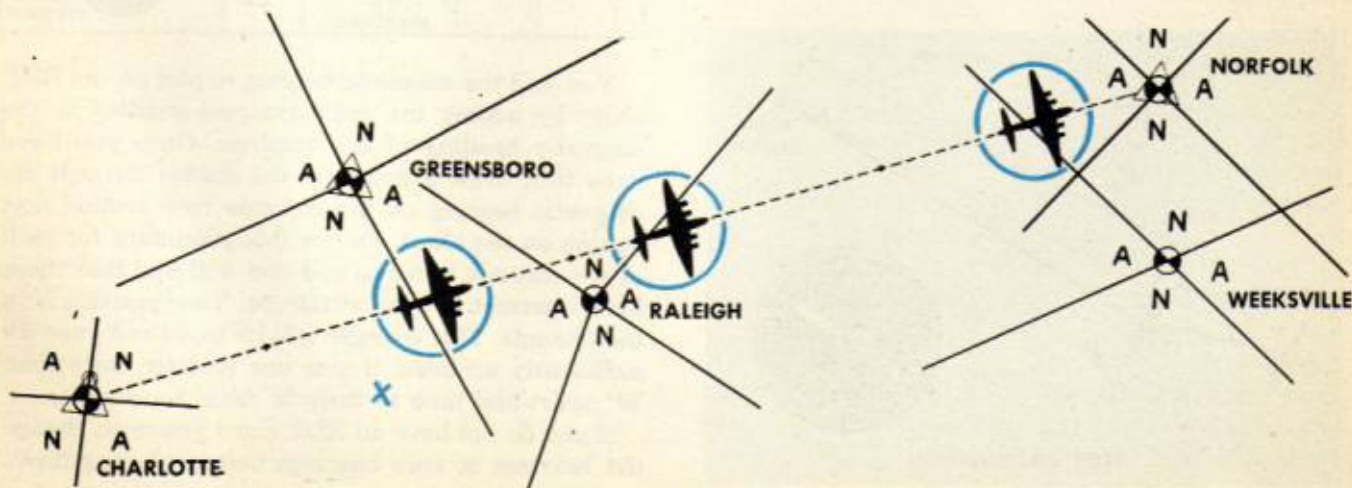 N
A A
GREENSBORO
N
N
NORFOLK
A A
N
N
A A
RALEIGH
N
N
A A
N
WEEKSVILLE
A N
N A
CHARLOTTE
X